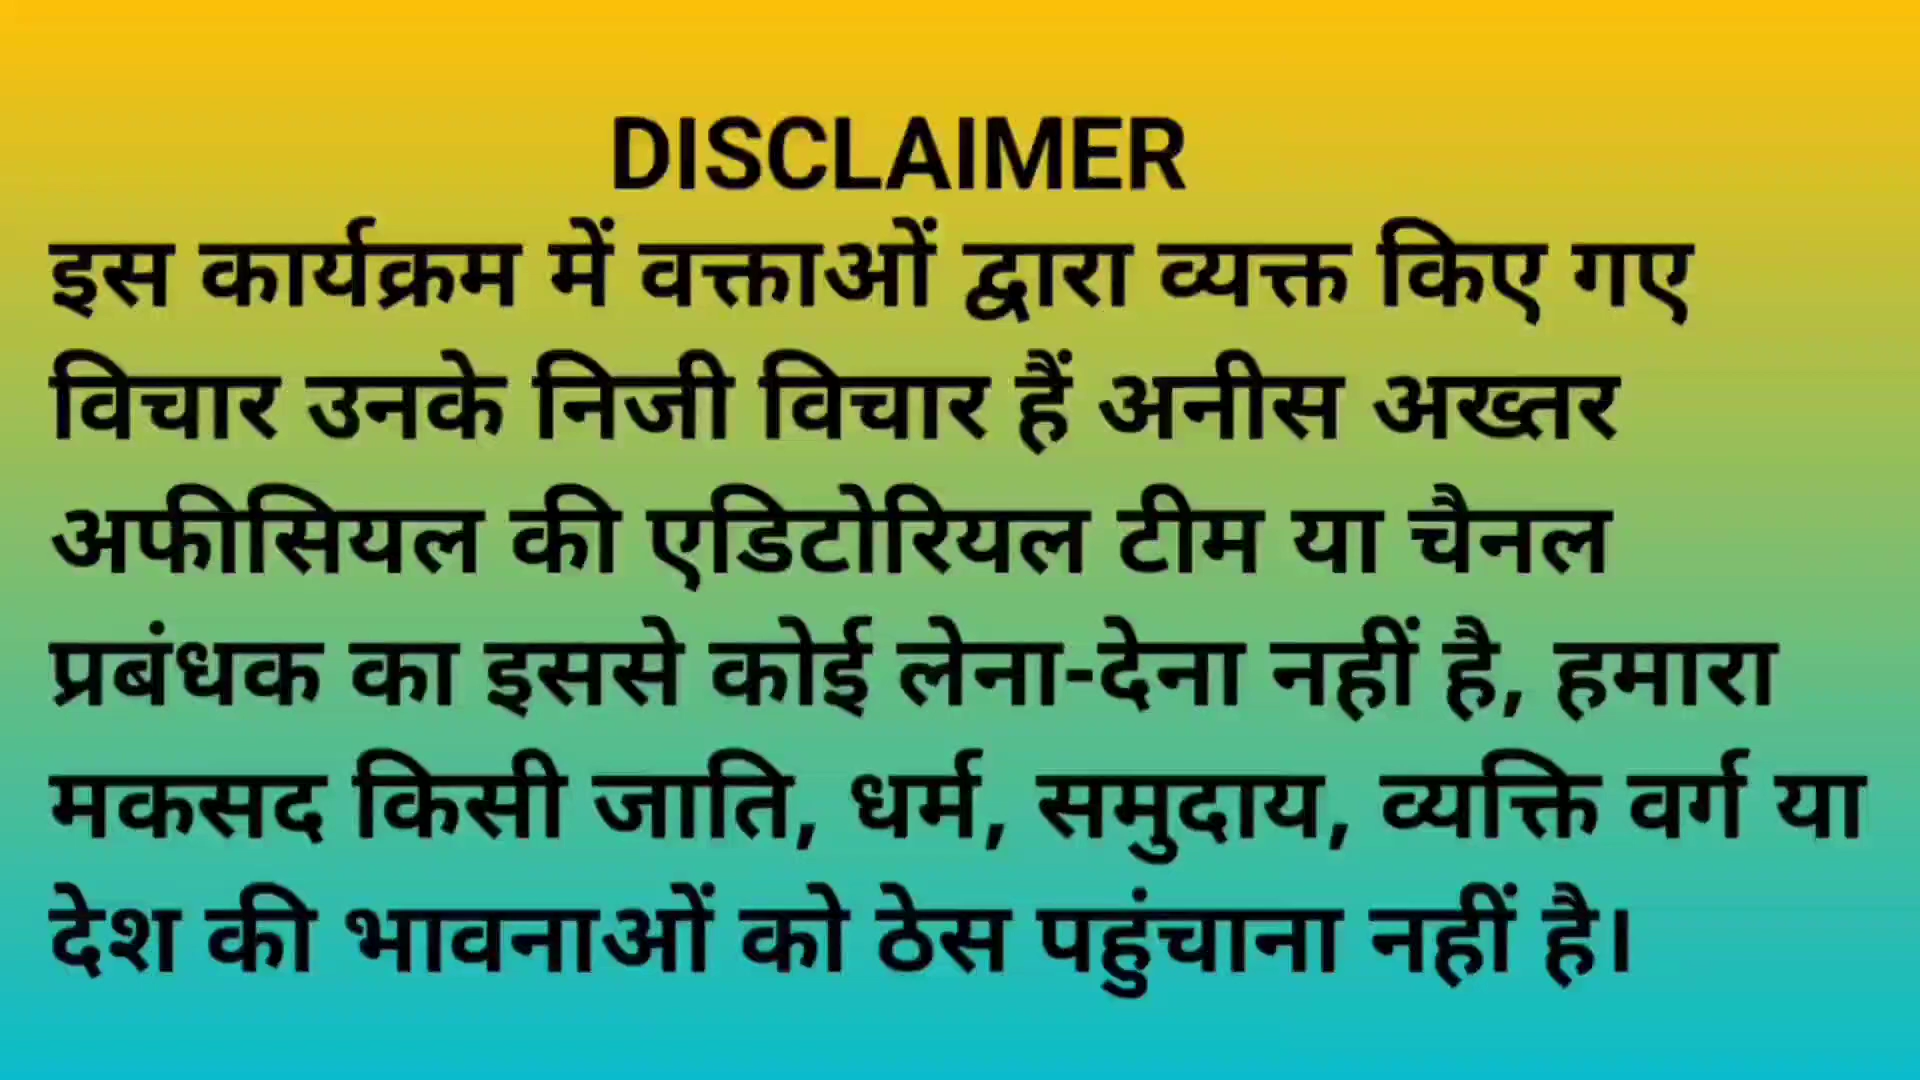 DISCLAIMER
इस कार्यक्रम में वक्ताओं द्वारा व्यक्त किए गए
विचार उनके निजी विचार हैं अनीस अख्तर
अफीसियल की एडिटोरियल टीम या चैनल
प्रबंधक का इससे कोई लेना-देना नहीं है, हमारा
मकसद किसी जाति, धर्म, समुदाय, व्यक्ति वर्ग या
देश की भावनाओं को ठेस पहुंचाना नहीं है।